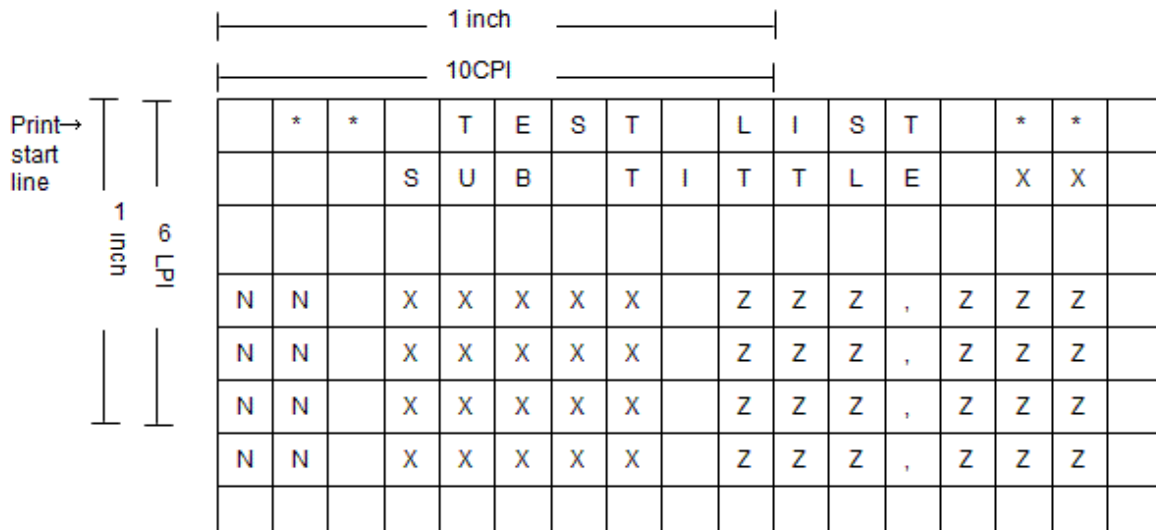 1 inch
10CPI
Print→
start
line
1 inch
6 LPI
* * T E S T L I S T * *
S U B T I T T L E X X
N N X X X X X Z Z Z , Z Z Z
N N X X X X X Z Z Z , Z Z Z
N N X X X X X Z Z Z , Z Z Z
N N X X X X X Z Z Z , Z Z Z